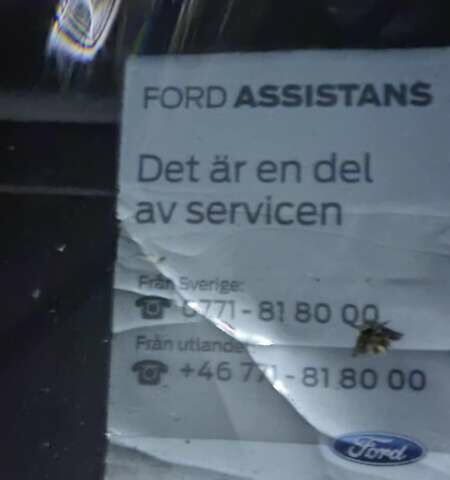 FORD ASSISTANS
Det är en del
av servicen
Från Sverige:
0771-81 80 00
Från utlandet
+46 771-81 80 00
Ford